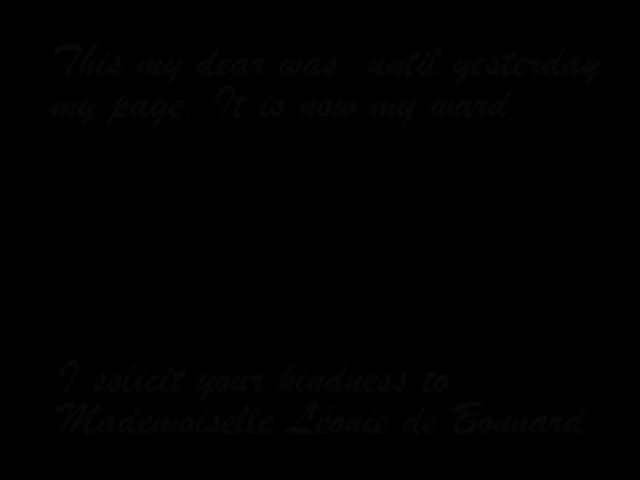 This my dear was, until yesterday
my page. It is now my ward.
I solicit your kindness to
Mademoiselle Léonie de Bonnard